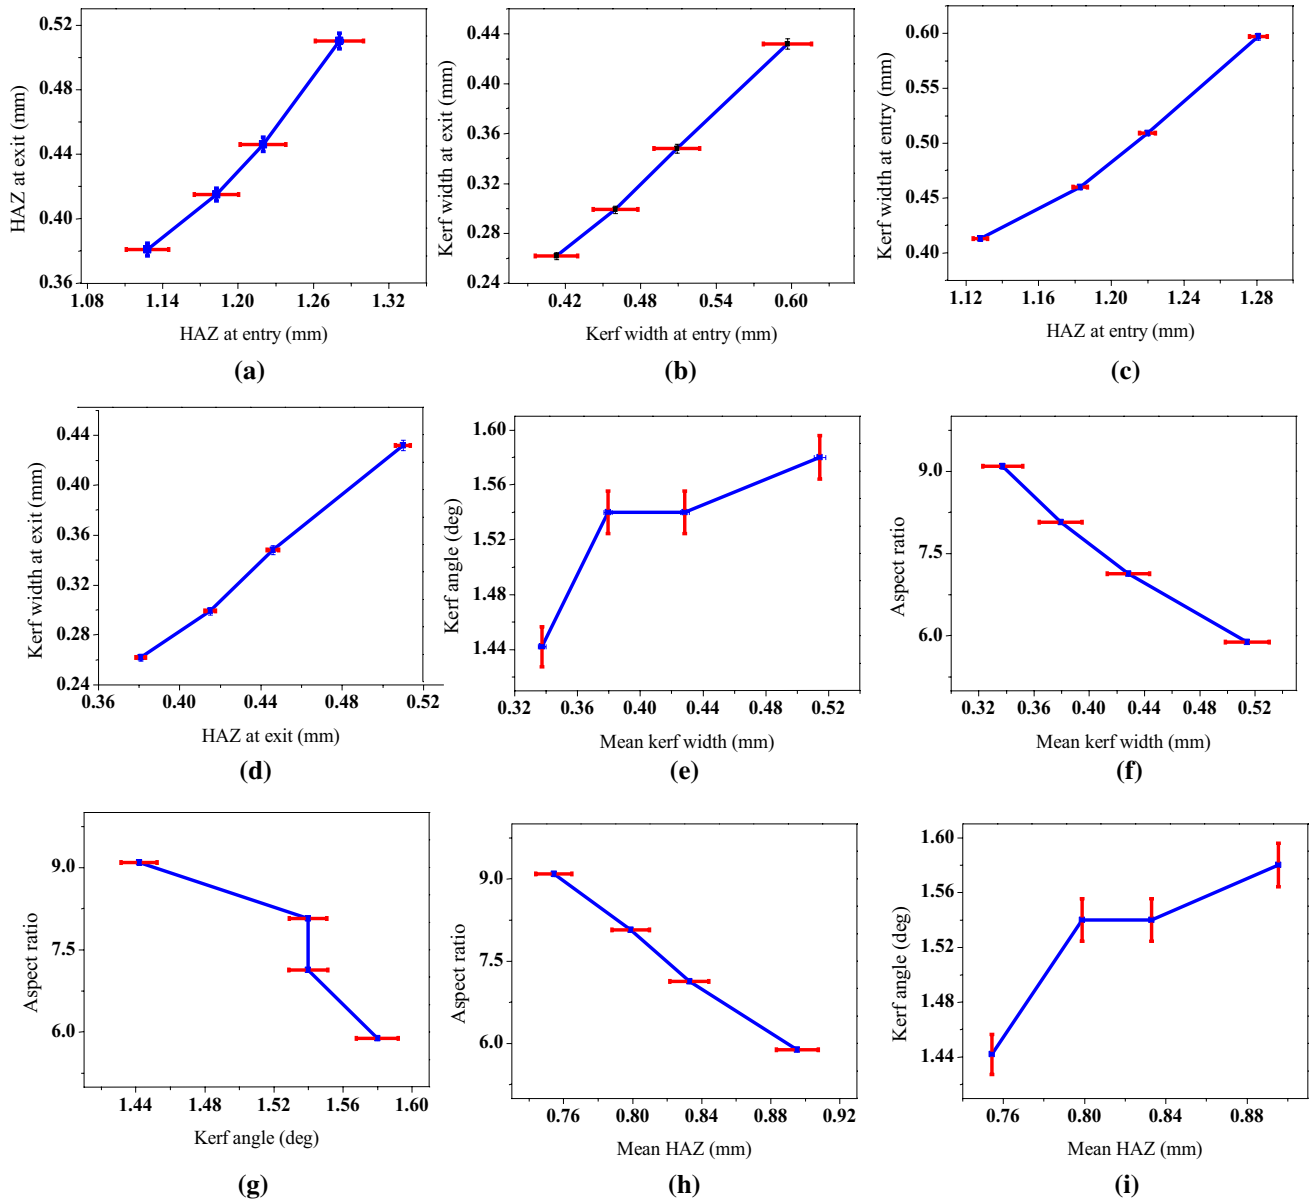 HAZ at exit (mm)
0.52
0.48
0.44
0.40
0.36
1.08 1.14 1.20 1.26 1.32
HAZ at entry (mm)
(a)
Kerf width at exit (mm)
0.44
0.36
0.32
0.28
0.24
0.42 0.48 0.54 0.60
Kerf width at entry (mm)
(b)
Kerf width at entry (mm)
0.60
0.55
0.50
0.45
0.40
1.12 1.16 1.20 1.24 1.28
HAZ at entry (mm)
(c)
Kerf width at exit (mm)
0.44
0.40
0.36
0.32
0.28
0.24
0.36 0.40 0.44 0.48 0.52
HAZ at exit (mm)
(d)
Kerf angle (deg)
1.60
1.56
1.52
1.48
1.44
0.32 0.36 0.40 0.44 0.48 0.52
Mean kerf width (mm)
(e)
Aspect ratio
9.0
7.5
6.0
0.32 0.36 0.40 0.44 0.48 0.52
Mean kerf width (mm)
(f)
Aspect ratio
9.0
7.5
6.0
1.44 1.48 1.52 1.56 1.60
Kerf angle (deg)
(g)
Aspect ratio
9.0
7.5
6.0
0.76 0.80 0.84 0.88 0.92
Mean HAZ (mm)
(h)
Kerf angle (deg)
1.60
1.56
1.52
1.48
1.44
0.76 0.80 0.84 0.88
Mean HAZ (mm)
(i)